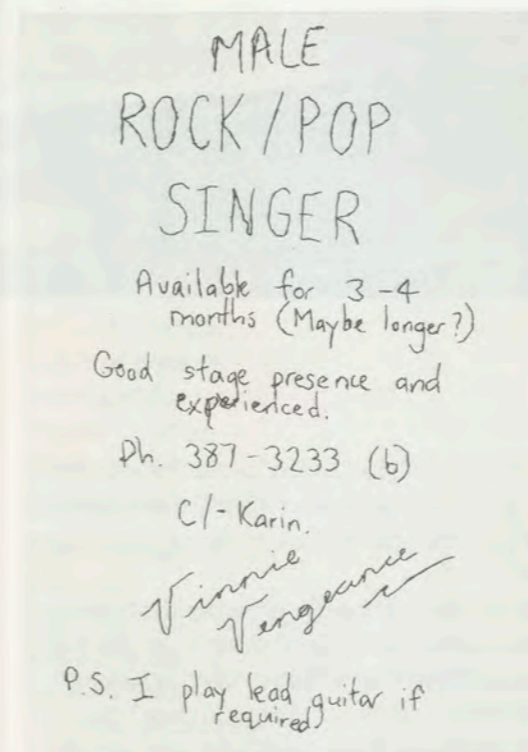 MALE
ROCK/POP
SINGER
Available for 3-4
months (Maybe longer?)
Good stage presence and
experienced.
Ph. 387-3233 (b)
C/- Karin.
Vinnie
Vengeance
P.S. I play lead guitar if
required